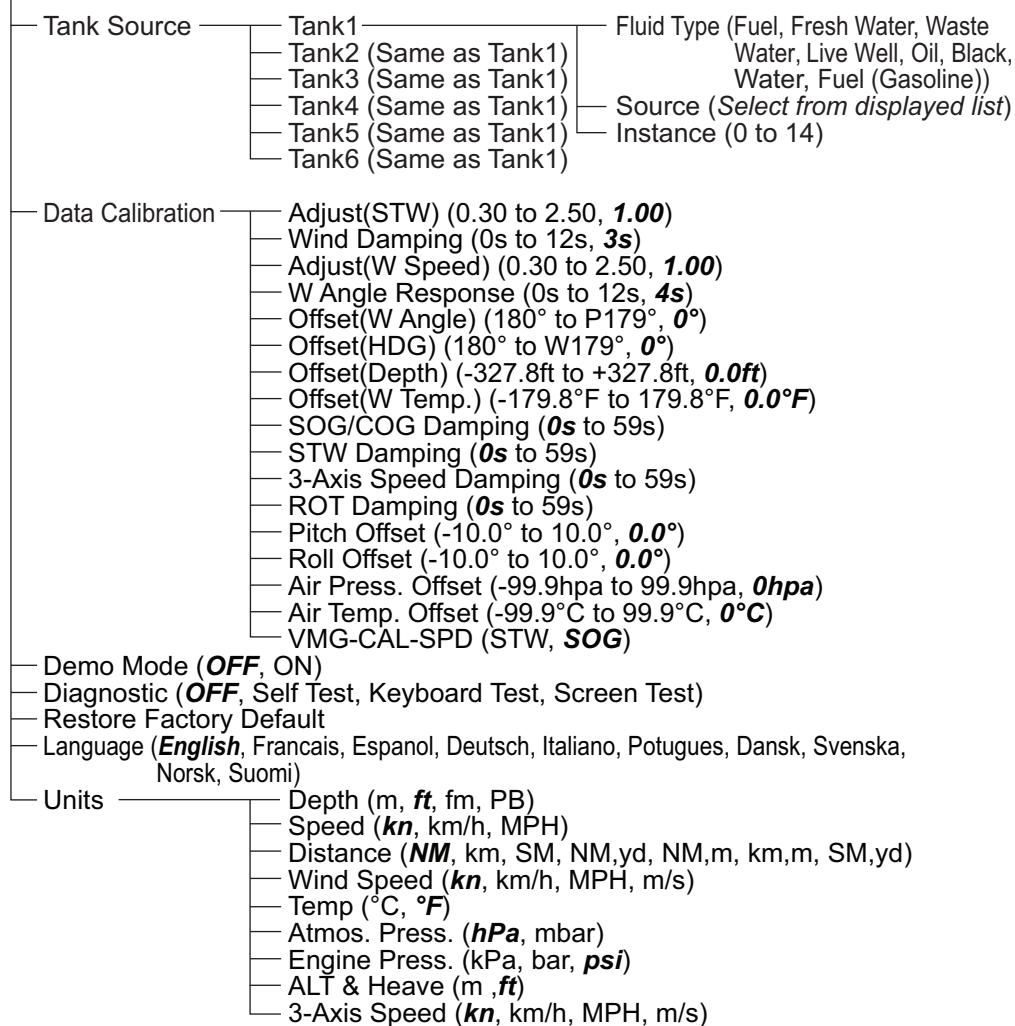 Tank Source Tank1 Fluid Type (Fuel, Fresh Water, Waste
Tank2 (Same as Tank1) Water, Live Well, Oil, Black,
Tank3 (Same as Tank1) Water, Fuel (Gasoline))
Tank4 (Same as Tank1) Source (Select from displayed list)
Tank5 (Same as Tank1) Instance (0 to 14)
Tank6 (Same as Tank1)
Data Calibration Adjust(STW) (0.30 to 2.50, 1.00)
Wind Damping (0s to 12s, 3s)
Adjust(W Speed) (0.30 to 2.50, 1.00)
W Angle Response (0s to 12s, 4s)
Offset(W Angle) (180° to P179°, 0°)
Offset(HDG) (180° to W179°, 0°)
Offset(Depth) (-327.8ft to +327.8ft, 0.0ft)
Offset(W Temp.) (-179.8°F to 179.8°F, 0.0°F)
SOG/COG Damping (0s to 59s)
STW Damping (0s to 59s)
3-Axis Speed Damping (0s to 59s)
ROT Damping (0s to 59s)
Pitch Offset (-10.0° to 10.0°, 0.0°)
Roll Offset (-10.0° to 10.0°, 0.0°)
Air Press. Offset (-99.9hpa to 99.9hpa, 0hpa)
Air Temp. Offset (-99.9°C to 99.9°C, 0°C)
VMG-CAL-SPD (STW, SOG)
Demo Mode (OFF, ON)
Diagnostic (OFF, Self Test, Keyboard Test, Screen Test)
Restore Factory Default
Language (English, Francais, Espanol, Deutsch, Italiano, Potugues, Dansk, Svenska,
Norsk, Suomi)
Units Depth (m, ft, fm, PB)
Speed (kn, km/h, MPH)
Distance (NM, km, SM, NM,yd, NM,m, km,m, SM,yd)
Wind Speed (kn, km/h, MPH, m/s)
Temp (°C, °F)
Atmos. Press. (hPa, mbar)
Engine Press. (kPa, bar, psi)
ALT & Heave (m ,ft)
3-Axis Speed (kn, km/h, MPH, m/s)